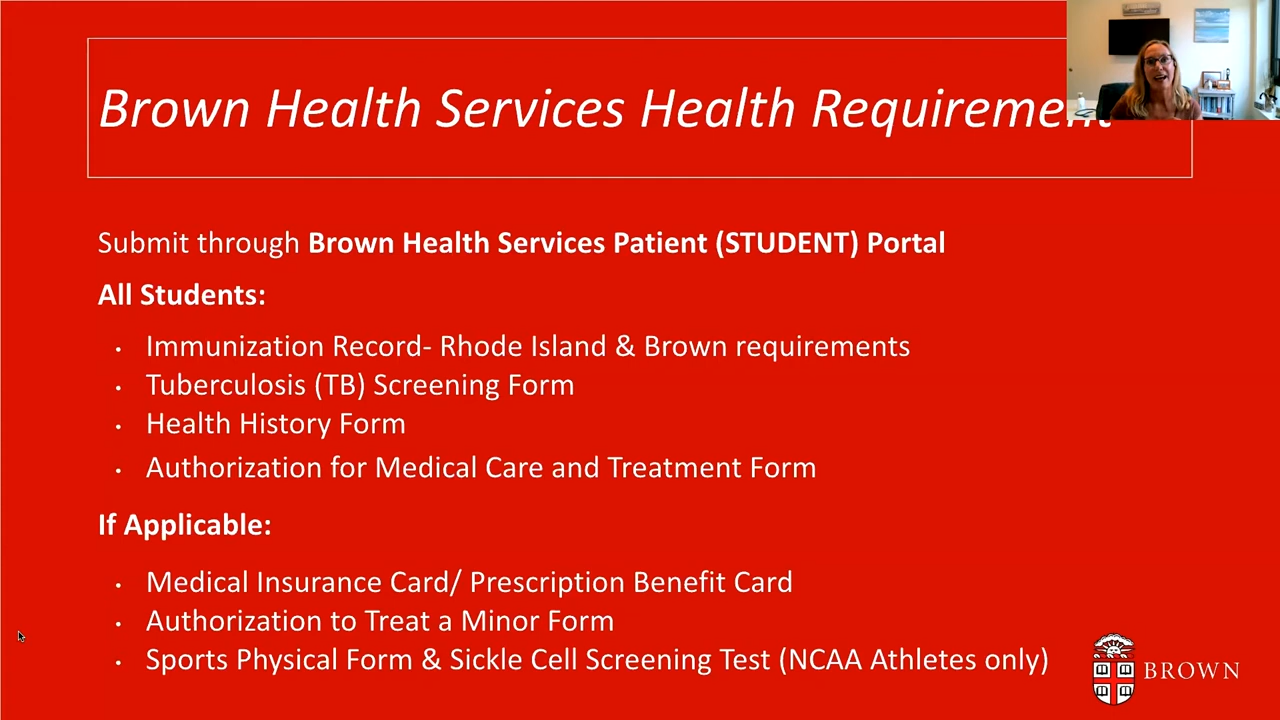 Brown Health Services Health Requirement
Submit through Brown Health Services Patient (STUDENT) Portal
All Students:
• Immunization Record- Rhode Island & Brown requirements
• Tuberculosis (TB) Screening Form
• Health History Form
• Authorization for Medical Care and Treatment Form
If Applicable:
• Medical Insurance Card/ Prescription Benefit Card
• Authorization to Treat a Minor Form
• Sports Physical Form & Sickle Cell Screening Test (NCAA Athletes only)
BROWN